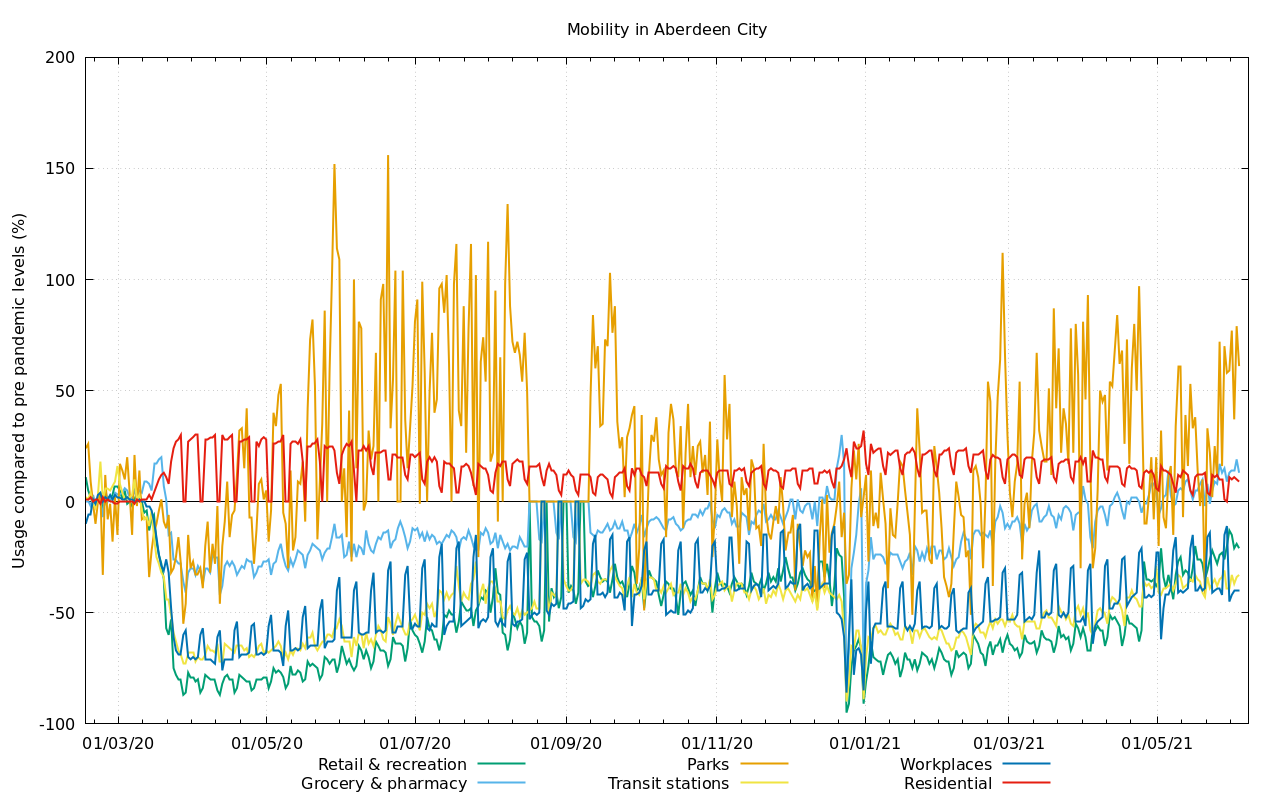 Mobility in Aberdeen City
Usage compared to pre pandemic levels (%)
200
150
100
50
0
-50
-100
01/03/20 01/05/20 01/07/20 01/09/20 01/11/20 01/01/21 01/03/21 01/05/21
Retail & recreation Parks Workplaces
Grocery & pharmacy Transit stations Residential